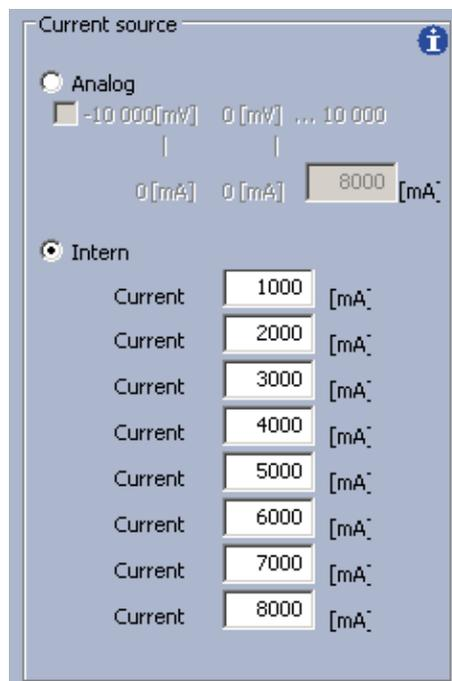 Current source
i
Analog
-10 000[mV] 0 [mV] ... 10 000
| |
0 [mA] 0 [mA] 8000 [mA]
Intern
Current 1000 [mA]
Current 2000 [mA]
Current 3000 [mA]
Current 4000 [mA]
Current 5000 [mA]
Current 6000 [mA]
Current 7000 [mA]
Current 8000 [mA]